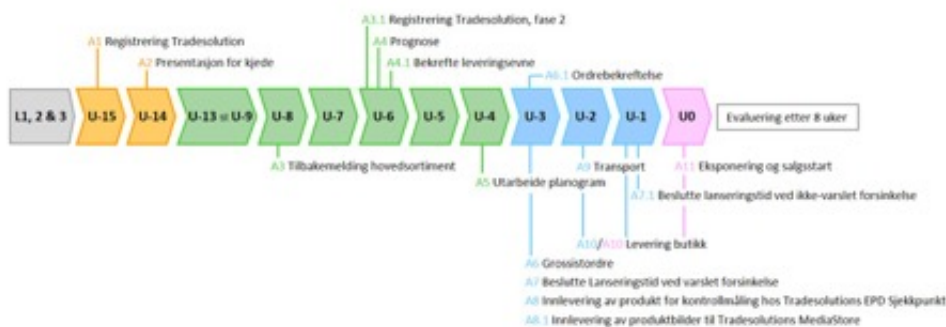 A3.1 Registrering Tradesolution, fase 2
A1 Registrering Tradesolution
A4 Prognose
A2 Presentasjon for kjede
A4.1 Bekrefte leveringsevne
A6.1 Ordrebekreftelse
L1, 2 & 3
U-15
U-14
U-13 til U-9
U-8
U-7
U-6
U-5
U-4
U-3
U-2
U-1
U0
Evaluering etter 8 uker
A3 Tilbakemelding hovedsortiment
A9 Transport
A11 Eksponering og salgsstart
A5 Utarbeide planogram
A7.1 Beslutte lanseringstid ved ikke-varslet forsinkelse
A10/A10 Levering butikk
A6 Grossistordre
A7 Beslutte Lanseringstid ved varslet forsinkelse
A8 Innlevering av produkt for kontrollmåling hos Tradesolutions EPD Sjekkpunkt
A8.1 Innlevering av produktbilder til Tradesolutions MediaStore